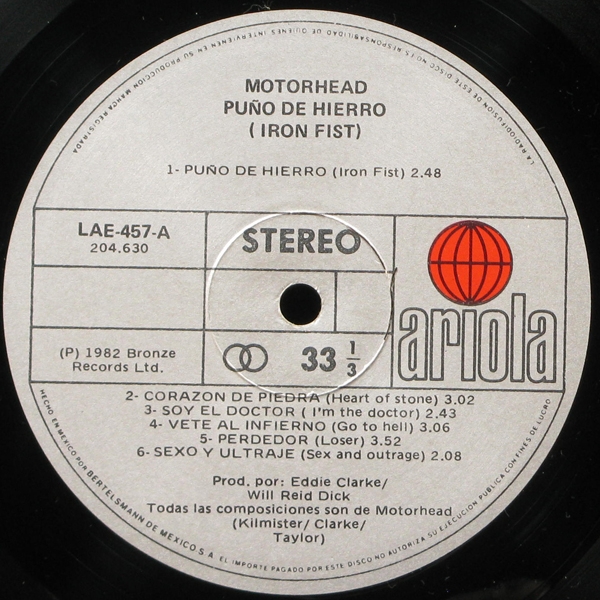 MOTORHEAD
PUÑO DE HIERRO
( IRON FIST)
1- PUÑO DE HIERRO (Iron Fist) 2.48
LAE-457-A
204.630
STEREO
ariola
(P) 1982 Bronze
Records Ltd.
33 1/3
2- CORAZON DE PIEDRA (Heart of stone) 3.02
3- SOY EL DOCTOR ( I'm the doctor) 2.43
4- VETE AL INFIERNO (Go to hell) 3.06
5- PERDEDOR (Loser) 3.52
6- SEXO Y ULTRAJE (Sex and outrage) 2.08
Prod. por: Eddie Clarke/
Will Reid Dick
Todas las composiciones son de Motorhead
(Kilmister/ Clarke/
Taylor)
HECHO EN MEXICO POR BERTELSMANN DE MEXICO S A EL IMPORTE PAGADO POR ESTE DISCO NO AUTORIZA SU EJECUCION PUBLICA CON FINES DE LUCRO
LA RADIODIFUSION DE ESTE DISCO NO ES RESPONSABILIDAD DE QUIENES INTERVIENEN EN SU PRODUCCION MARCA REGISTRADA